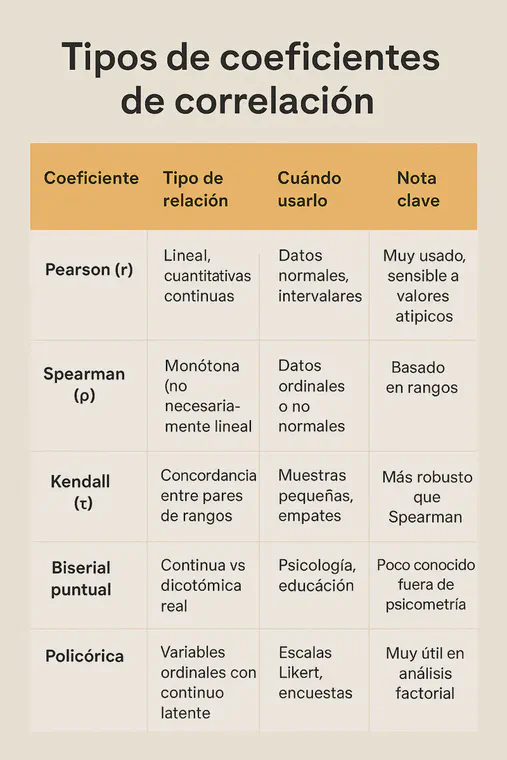 Tipos de coeficientes
de correlación
Coeficiente
Tipo de
relación
Cuándo
usarlo
Nota
clave
Pearson (r)
Lineal,
cuantitativas
continuas
Datos
normales,
intervalares
Muy usado,
sensible a
valores
atipicos
Spearman
(ρ)
Monótona
(no
necesaria-
mente lineal
Datos
ordinales
o no
normales
Basado
en rangos
Kendall
(τ)
Concordancia
entre pares
de rangos
Muestras
pequeñas,
empates
Más robusto
que
Spearman
Biserial
puntual
Continua vs
dicotómica
real
Psicología,
educáción
Poco conocido
fuera de
psicometría
Policórica
Variables
ordinales con
continuo
latente
Escalas
Likert,
encuestas
Muy útil en
análisis
factorial